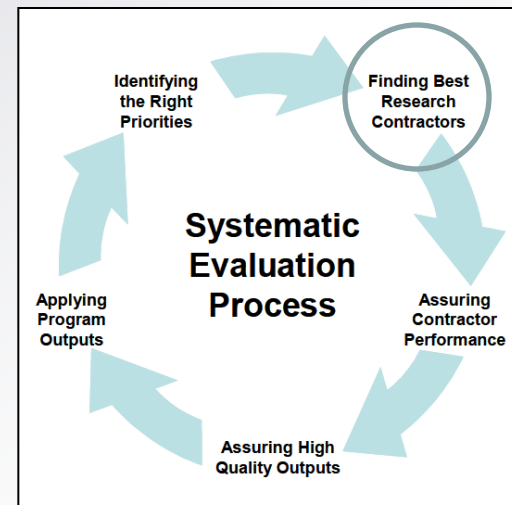 Identifying
the Right
Priorities
Finding Best
Research
Contractors
Systematic
Evaluation
Process
Applying
Program
Outputs
Assuring
Contractor
Performance
Assuring High
Quality Outputs